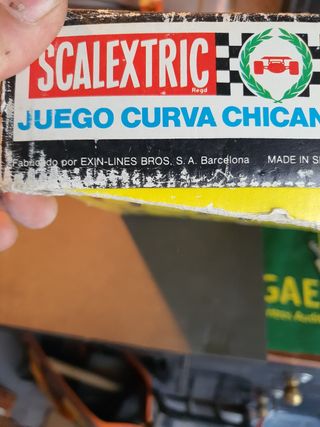 SCALEXTRIC
Regd
JUEGO CURVA CHICAN
Fabricado por EXIN-LINES BROS. S. A. Barcelona MADE IN S
GAE